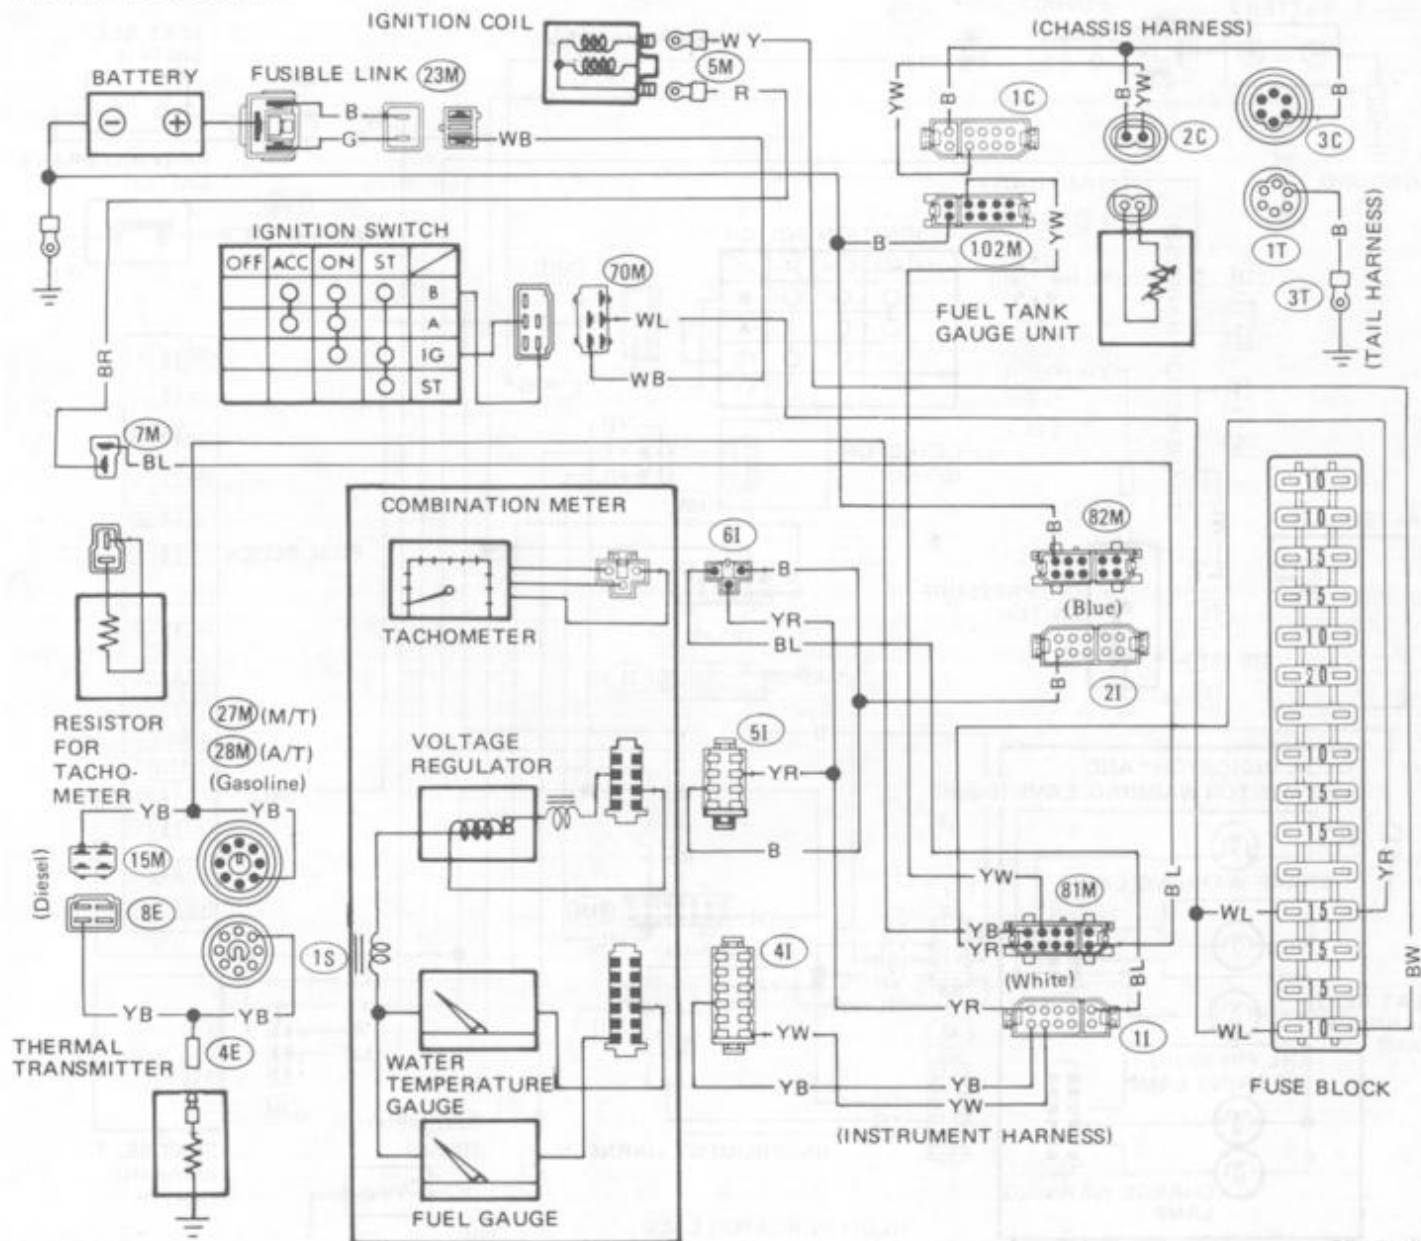 IGNITION COIL
(CHASSIS HARNESS)
W Y
5M
R
BATTERY
FUSIBLE LINK
23M
B
G
WB
YW
B
1C
B
YW
2C
B
3C
B
102M
YW
1T
B
3T
(TAIL HARNESS)
FUEL TANK
GAUGE UNIT
IGNITION SWITCH
OFF ACC ON ST
B
A
IG
ST
70M
WL
WB
BR
7M
BL
COMBINATION METER
TACHOMETER
6I
B
YR
BL
B
82M
(Blue)
B
2I
10
10
15
15
10
20
10
15
15
15
15
15
10
RESISTOR
FOR
TACHO-
METER
27M (M/T)
28M (A/T)
(Gasoline)
VOLTAGE
REGULATOR
5I
YR
B
YB
YB
(Diesel)
15M
8E
YW
81M
BL
YR
WL
YB
YR
(White)
BL
BW
1S
4I
YR
1I
WL
YB
YB
THERMAL
TRANSMITTER
4E
WATER
TEMPERATURE
GAUGE
YW
YB
YB
YW
FUSE BLOCK
(INSTRUMENT HARNESS)
FUEL GAUGE